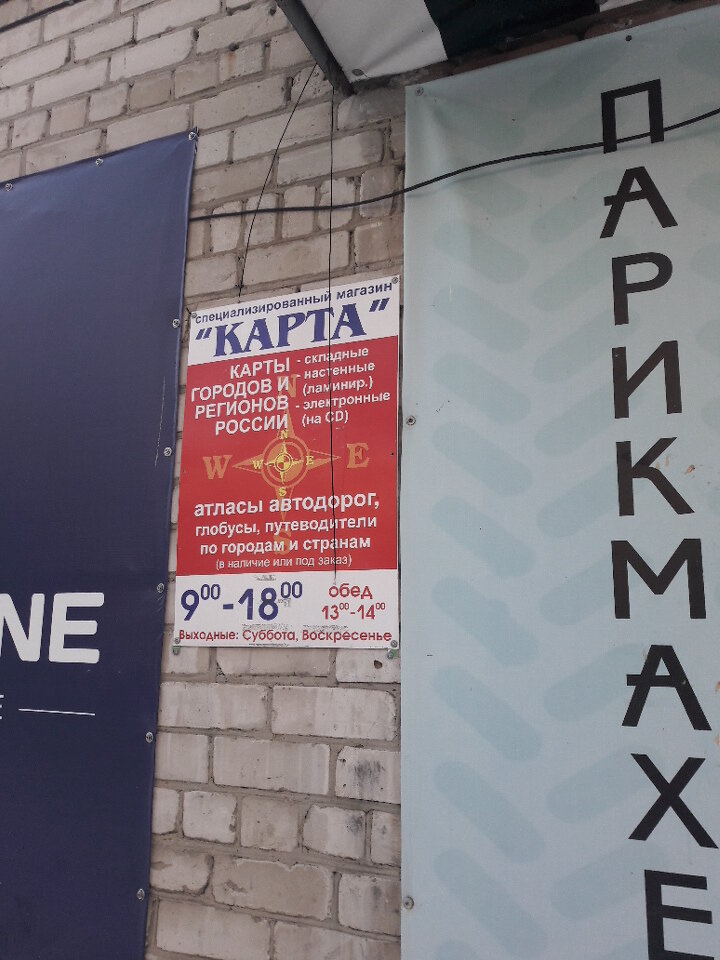 NE
E
специализированный магазин
"КАРТА"
КАРТЫ
ГОРОДОВ И
РЕГИОНОВ
РОССИИ
- складные
- настенные
(ламинир.)
- электронные
(на CD)
N
W E
S
N
W E
S
атласы автодорог,
глобусы, путеводители
по городам и странам
(в наличие или под заказ)
9⁰⁰-18⁰⁰
обед
13⁰⁰-14⁰⁰
Выходные: Суббота, Воскресенье
ПАРИКМАХЕ